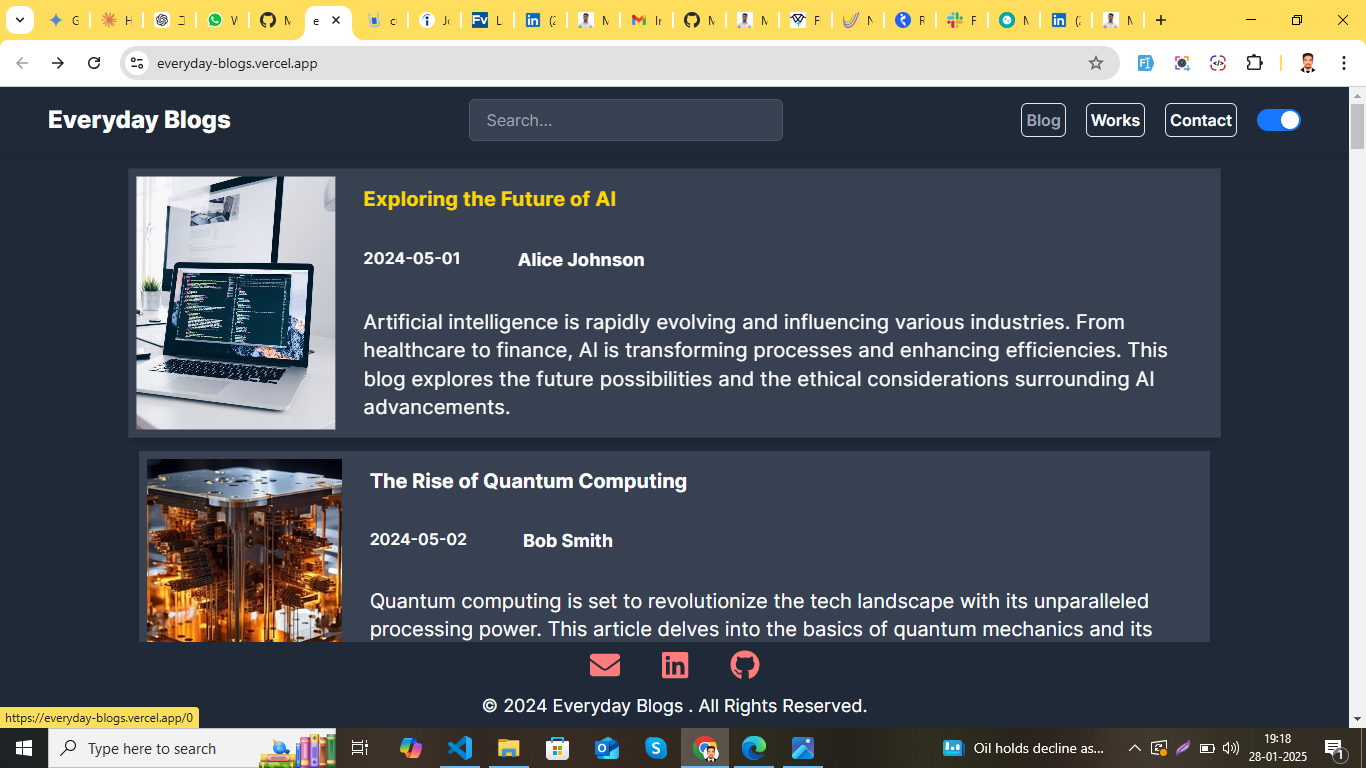 everyday-blogs.vercel.app
Everyday Blogs
Search...
Blog
Works
Contact
Exploring the Future of AI
2024-05-01
Alice Johnson
Artificial intelligence is rapidly evolving and influencing various industries. From
healthcare to finance, AI is transforming processes and enhancing efficiencies. This
blog explores the future possibilities and the ethical considerations surrounding AI
advancements.
The Rise of Quantum Computing
2024-05-02
Bob Smith
Quantum computing is set to revolutionize the tech landscape with its unparalleled
processing power. This article delves into the basics of quantum mechanics and its
© 2024 Everyday Blogs . All Rights Reserved.
https://everyday-blogs.vercel.app/0
Type here to search
Oil holds decline as...
19:18
28-01-2025
1